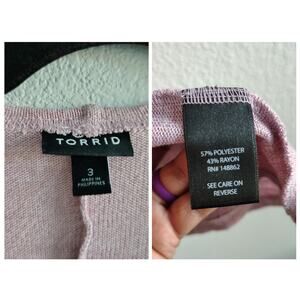 TORRID
3
MADE IN
PHILIPPINES
57% POLYESTER
43% RAYON
RN# 148862
SEE CARE ON
REVERSE